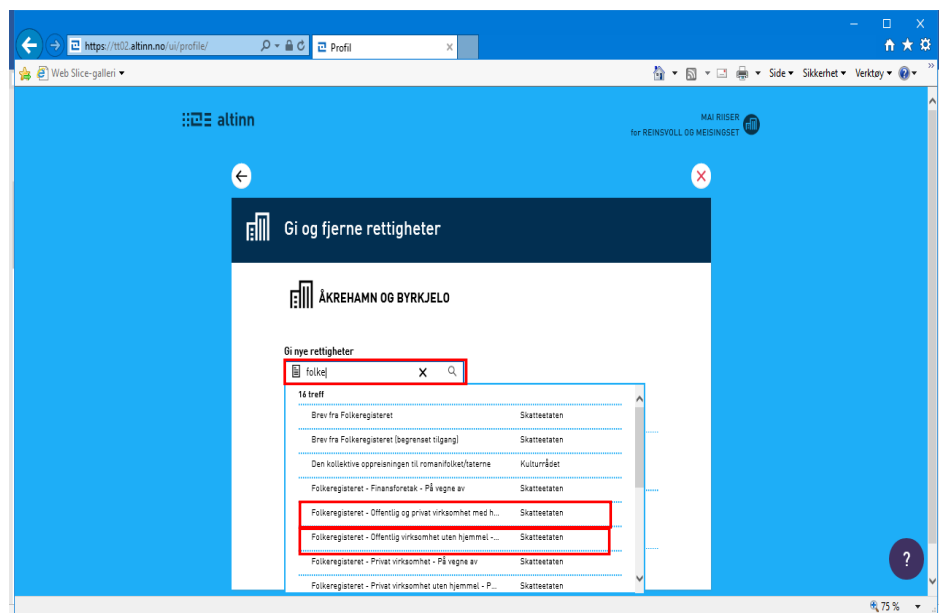 https://tt02.altinn.no/ui/profile/
Profil
Web Slice-galleri
Side Sikkerhet Verktøy
altinn
MAI RIISER
for REINSVOLL OG MEISINGSET
Gi og fjerne rettigheter
ÅKREHAMN OG BYRKJELO
Gi nye rettigheter
folke
16 treff
Brev fra Folkeregisteret Skatteetaten
Brev fra Folkeregisteret (begrenset tilgang) Skatteetaten
Den kollektive oppreisningen til romanifolket/taterne Kulturrådet
Folkeregisteret - Finansforetak - På vegne av Skatteetaten
Folkeregisteret - Offentlig og privat virksomhet med h... Skatteetaten
Folkeregisteret - Offentlig virksomhet uten hjemmel -... Skatteetaten
Folkeregisteret - Privat virksomhet - På vegne av Skatteetaten
Folkeregisteret - Privat virksomhet uten hjemmel - P... Skatteetaten
?
75 %